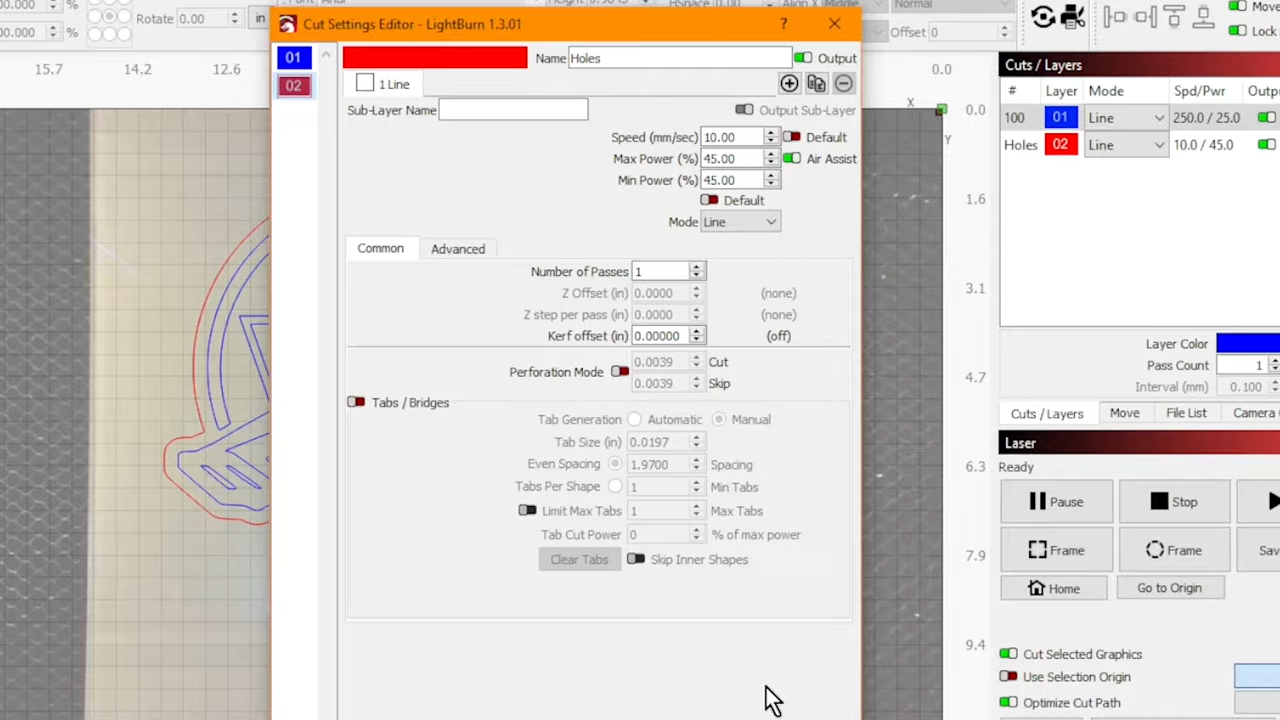 Rotate 0.00
in
%
%
Middle
Normal
Offset 0
Move
Lock
Cut Settings Editor - LightBurn 1.3.01
?
15.7
14.2
12.6
0.0
01
02
Name Holes
Output
1 Line
Sub-Layer Name
Output Sub-Layer
Speed (mm/sec) 10.00
Default
Max Power (%) 45.00
Air Assist
Min Power (%) 45.00
Default
Mode Line
Common
Advanced
Number of Passes 1
Z Offset (in) 0.0000 (none)
Z step per pass (in) 0.0000 (none)
Kerf offset (in) 0.00000 (off)
Perforation Mode 0.0039 Cut
0.0039 Skip
Tabs / Bridges
Tab Generation Automatic Manual
Tab Size (in) 0.0197
Even Spacing 1.9700 Spacing
Tabs Per Shape 1 Min Tabs
Limit Max Tabs 1 Max Tabs
Tab Cut Power 0 % of max power
Clear Tabs Skip Inner Shapes
X
Y
0.0
1.6
3.1
4.7
6.3
7.9
9.4
Cuts / Layers
# Layer Mode Spd/Pwr
100 01 Line 250.0 / 25.0
Holes 02 Line 10.0 / 45.0
Layer Color
Pass Count 1
Interval (mm) 0.100
Cuts / Layers Move File List Camera
Laser
Ready
Pause Stop
Frame Frame
Home Go to Origin
Cut Selected Graphics
Use Selection Origin
Optimize Cut Path